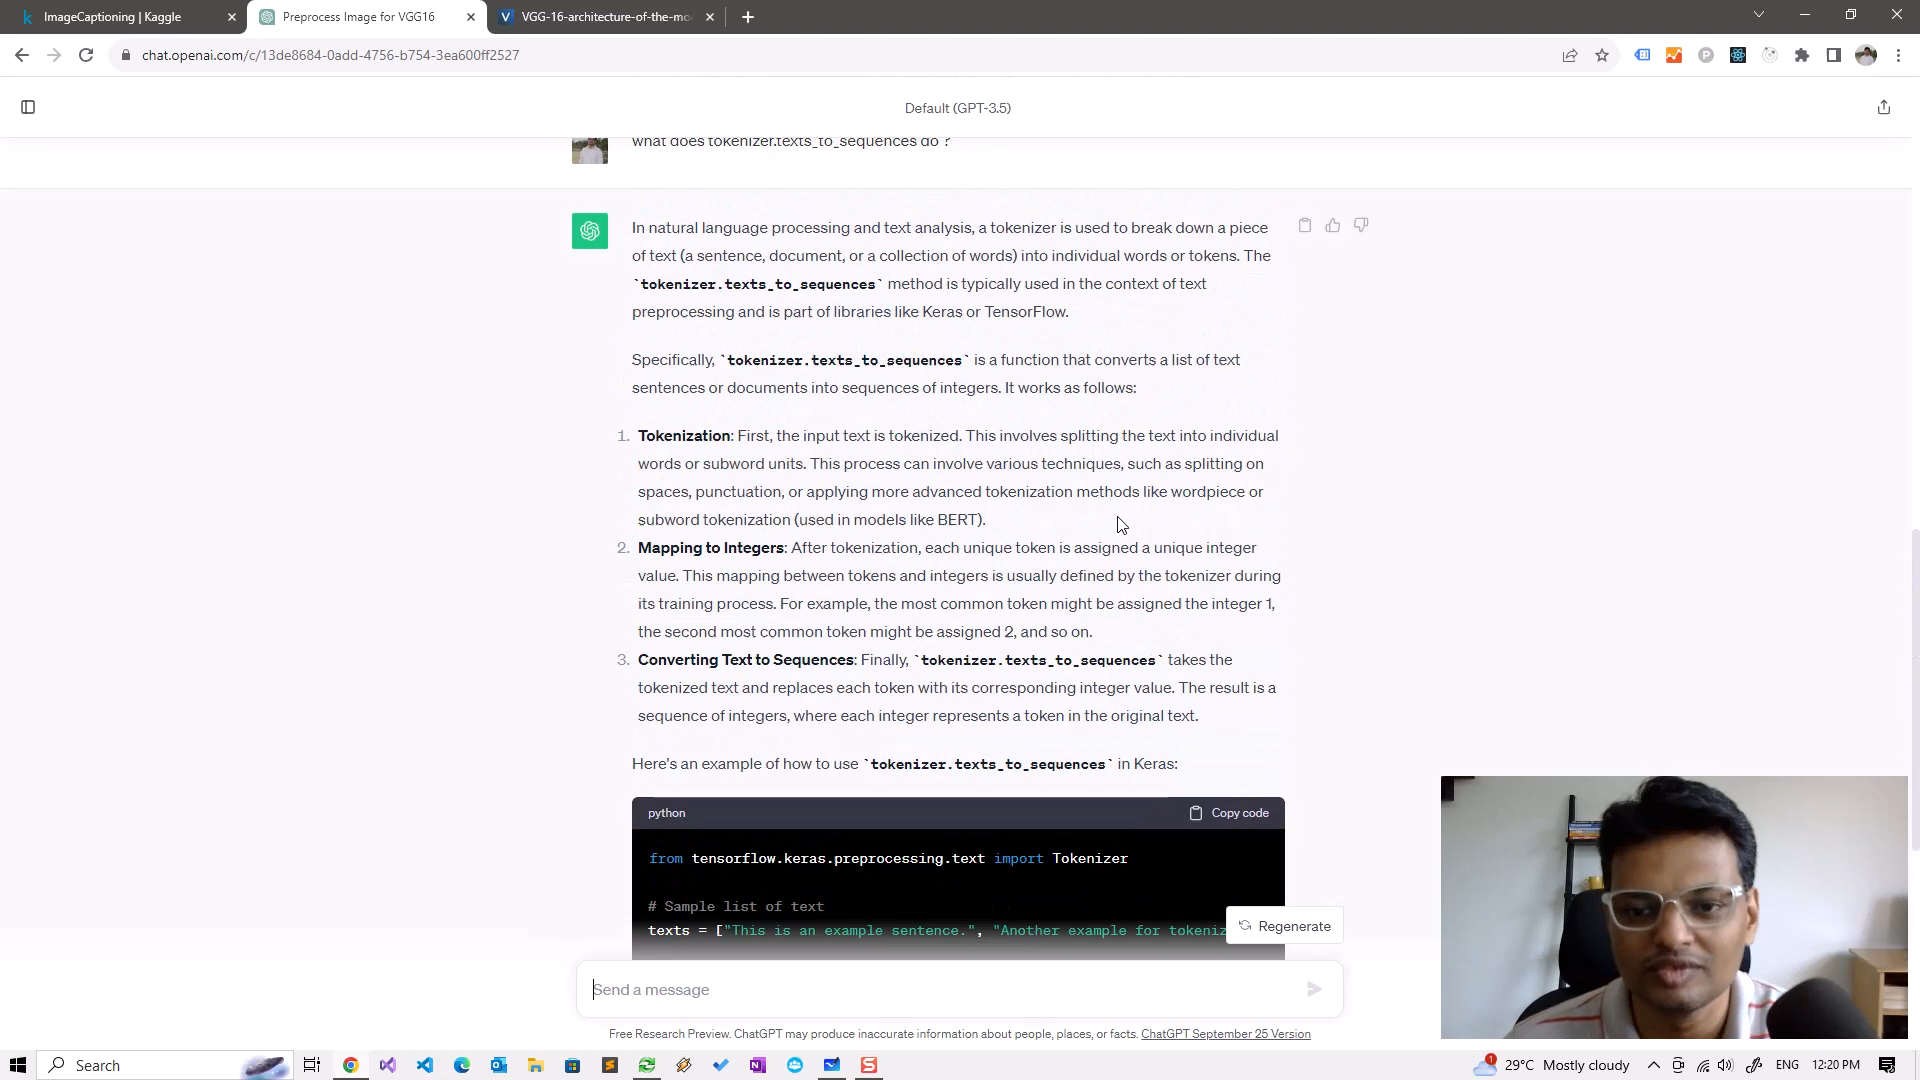 ImageCaptioning | Kaggle
Preprocess Image for VGG16
VGG-16-architecture-of-the-mo
chat.openai.com/c/13de8684-0add-4756-b754-3ea600ff2527
Default (GPT-3.5)
what does tokenizer.texts_to_sequences do ?
In natural language processing and text analysis, a tokenizer is used to break down a piece
of text (a sentence, document, or a collection of words) into individual words or tokens. The
`tokenizer.texts_to_sequences` method is typically used in the context of text
preprocessing and is part of libraries like Keras or TensorFlow.
Specifically, `tokenizer.texts_to_sequences` is a function that converts a list of text
sentences or documents into sequences of integers. It works as follows:
1. Tokenization: First, the input text is tokenized. This involves splitting the text into individual
words or subword units. This process can involve various techniques, such as splitting on
spaces, punctuation, or applying more advanced tokenization methods like wordpiece or
subword tokenization (used in models like BERT).
2. Mapping to Integers: After tokenization, each unique token is assigned a unique integer
value. This mapping between tokens and integers is usually defined by the tokenizer during
its training process. For example, the most common token might be assigned the integer 1,
the second most common token might be assigned 2, and so on.
3. Converting Text to Sequences: Finally, `tokenizer.texts_to_sequences` takes the
tokenized text and replaces each token with its corresponding integer value. The result is a
sequence of integers, where each integer represents a token in the original text.
Here's an example of how to use `tokenizer.texts_to_sequences` in Keras:
python Copy code
from tensorflow.keras.preprocessing.text import Tokenizer
# Sample list of text
texts = ["This is an example sentence.", "Another example for tokeniz
Regenerate
Send a message
Free Research Preview. ChatGPT may produce inaccurate information about people, places, or facts. ChatGPT September 25 Version
Search
29°C Mostly cloudy
ENG
12:20 PM